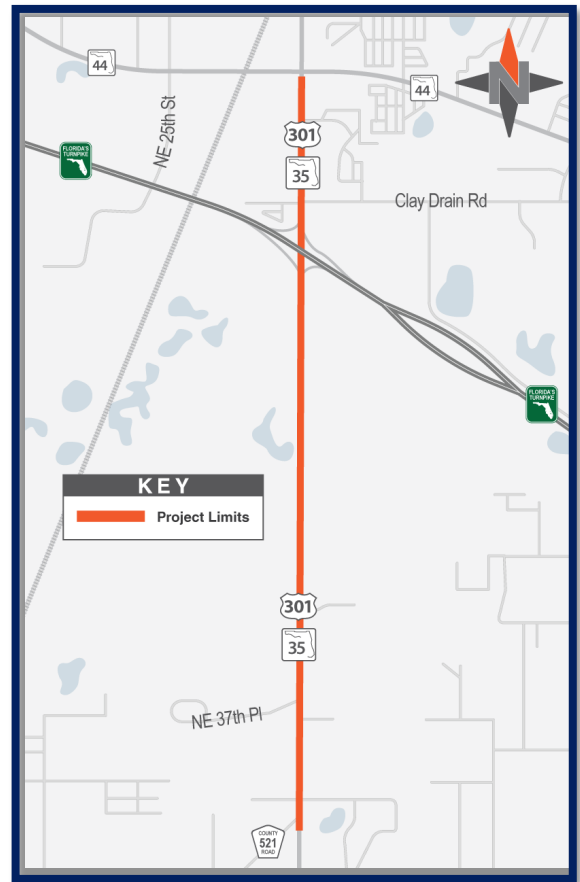 44
N
44
FLORIDA'S
TURNPIKE
NE 25th St
301
35
Clay Drain Rd
FLORIDA'S
TURNPIKE
KEY
Project Limits
301
35
NE 37th Pl
COUNTY
521
ROAD